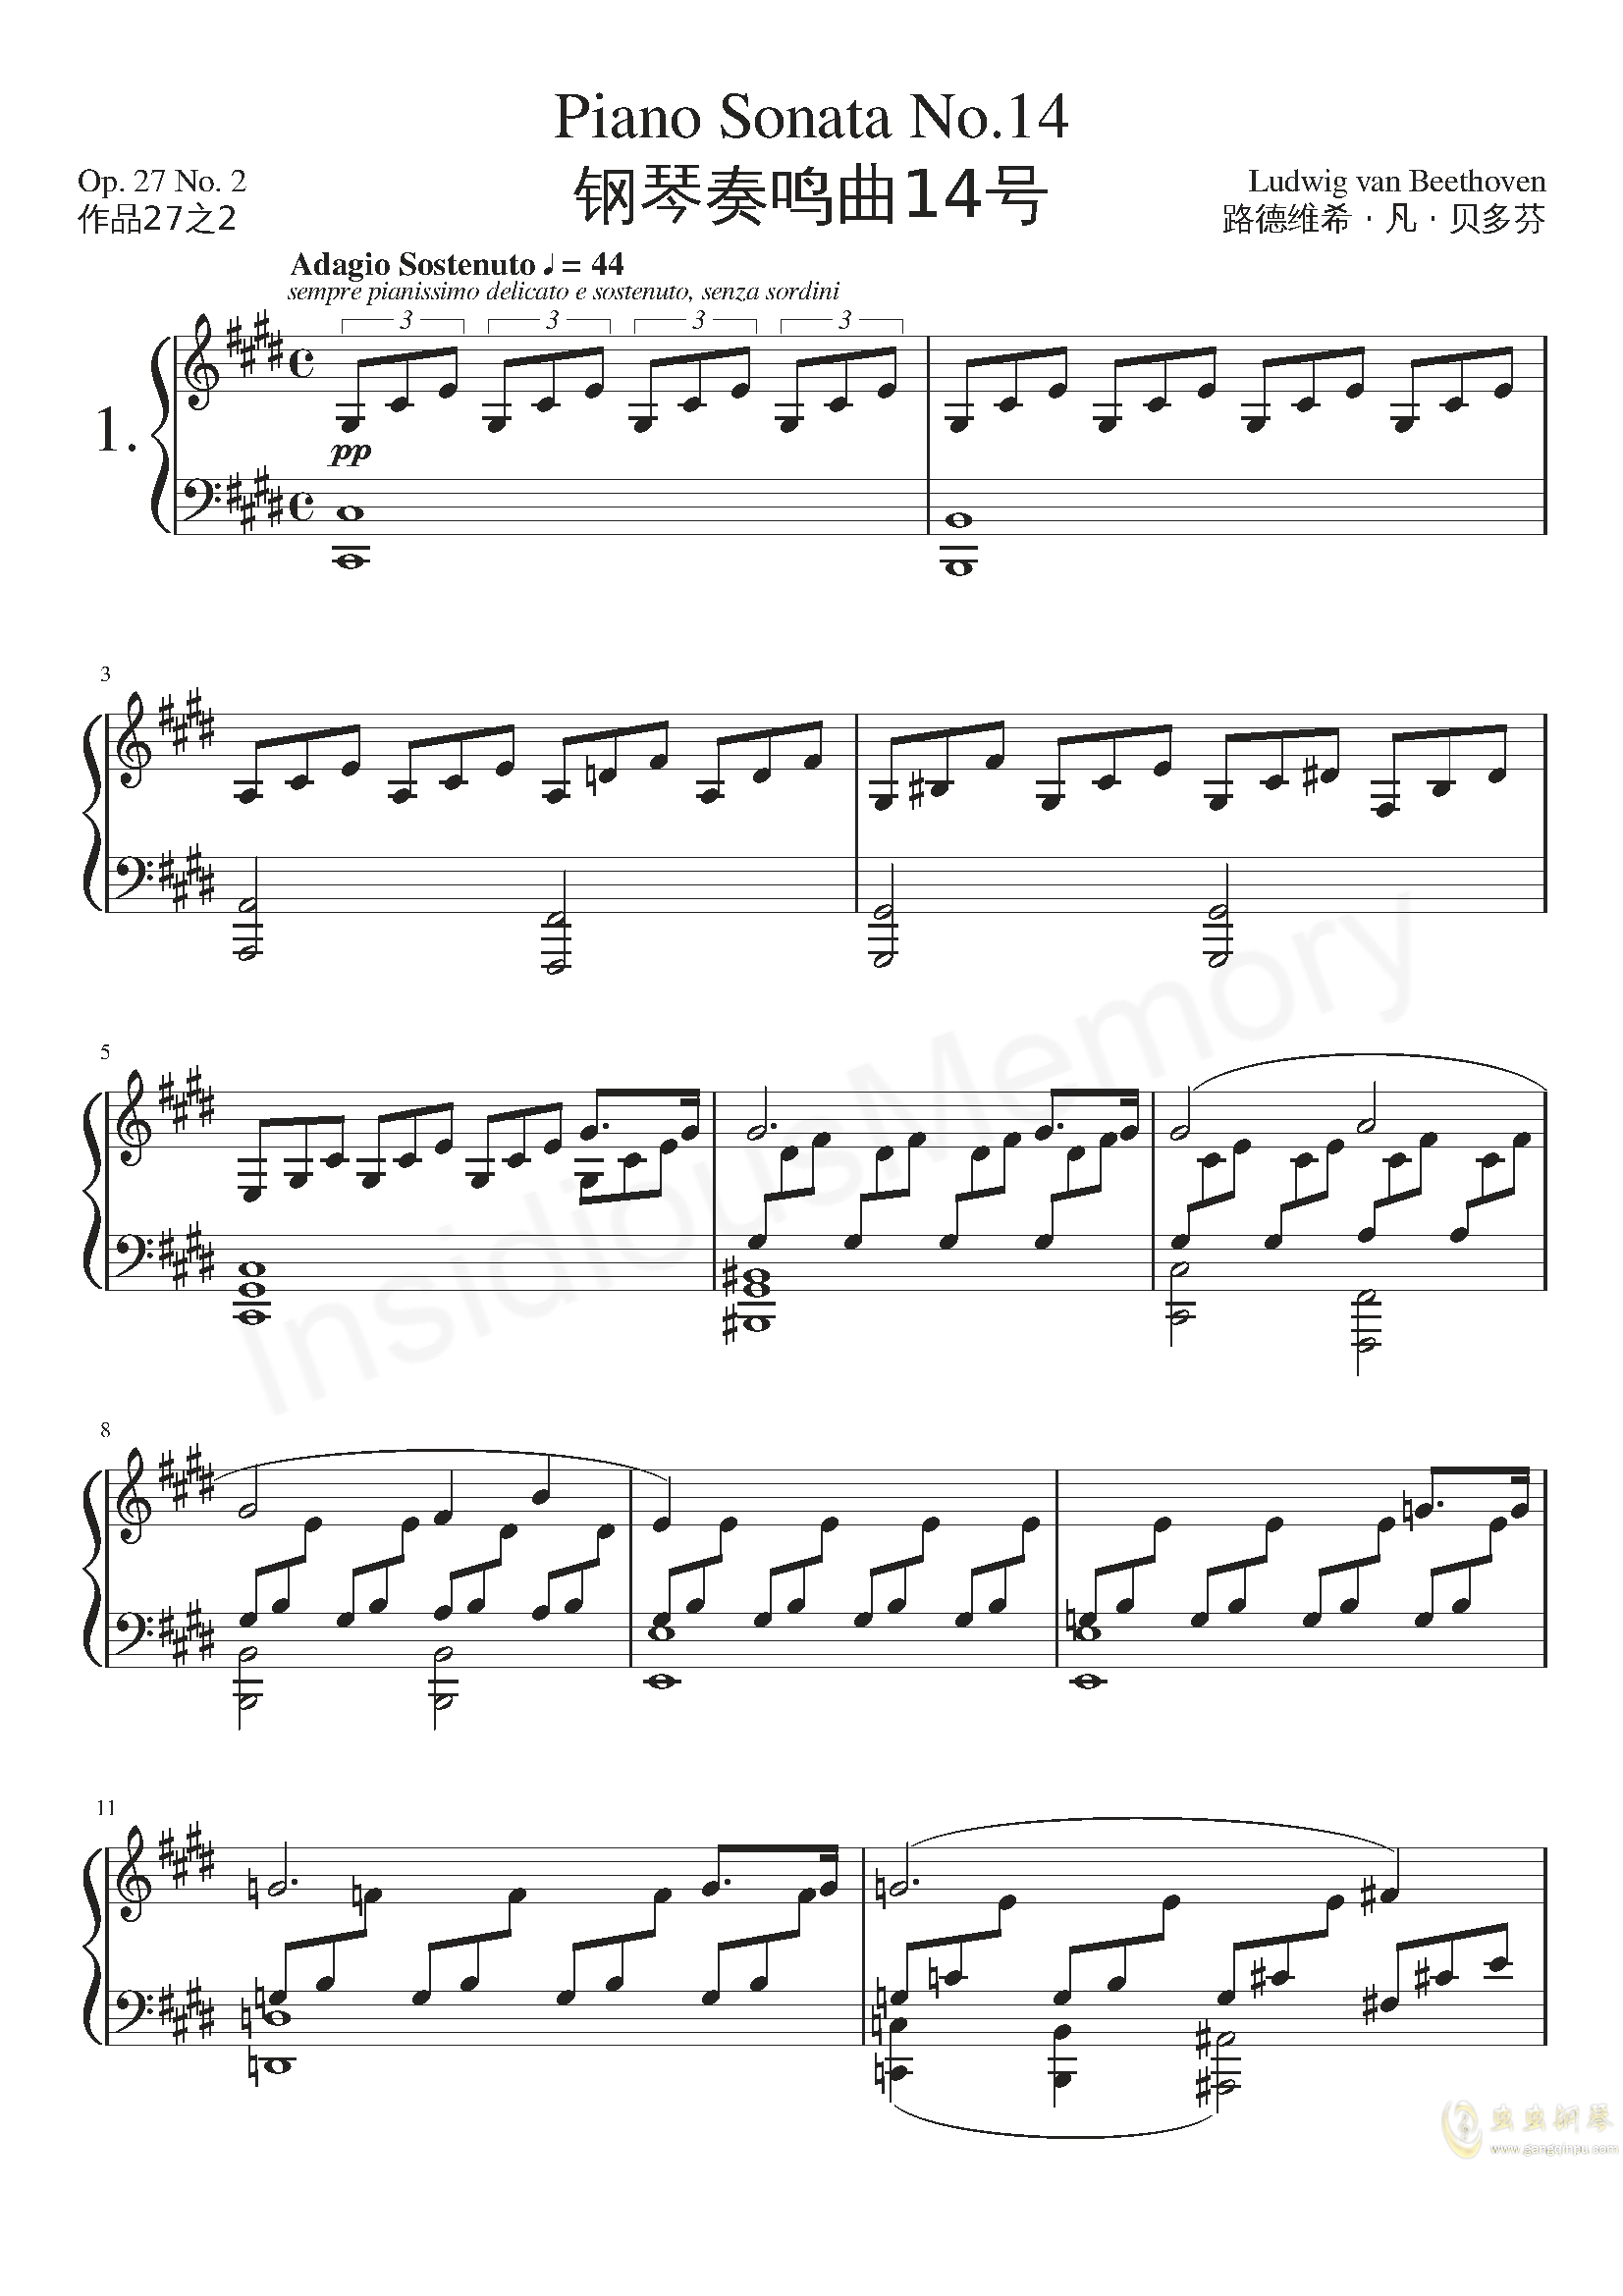 Piano Sonata No.14
钢琴奏鸣曲14号
Op. 27 No. 2
作品27之2
Ludwig van Beethoven
路德维希·凡·贝多芬
Adagio Sostenuto ♩= 44
sempre pianissimo delicato e sostenuto, senza sordini
3 3 3 3
1.
pp
3
5
8
11
InsidiousMemory
虫虫钢琴
www.gangqinpu.com